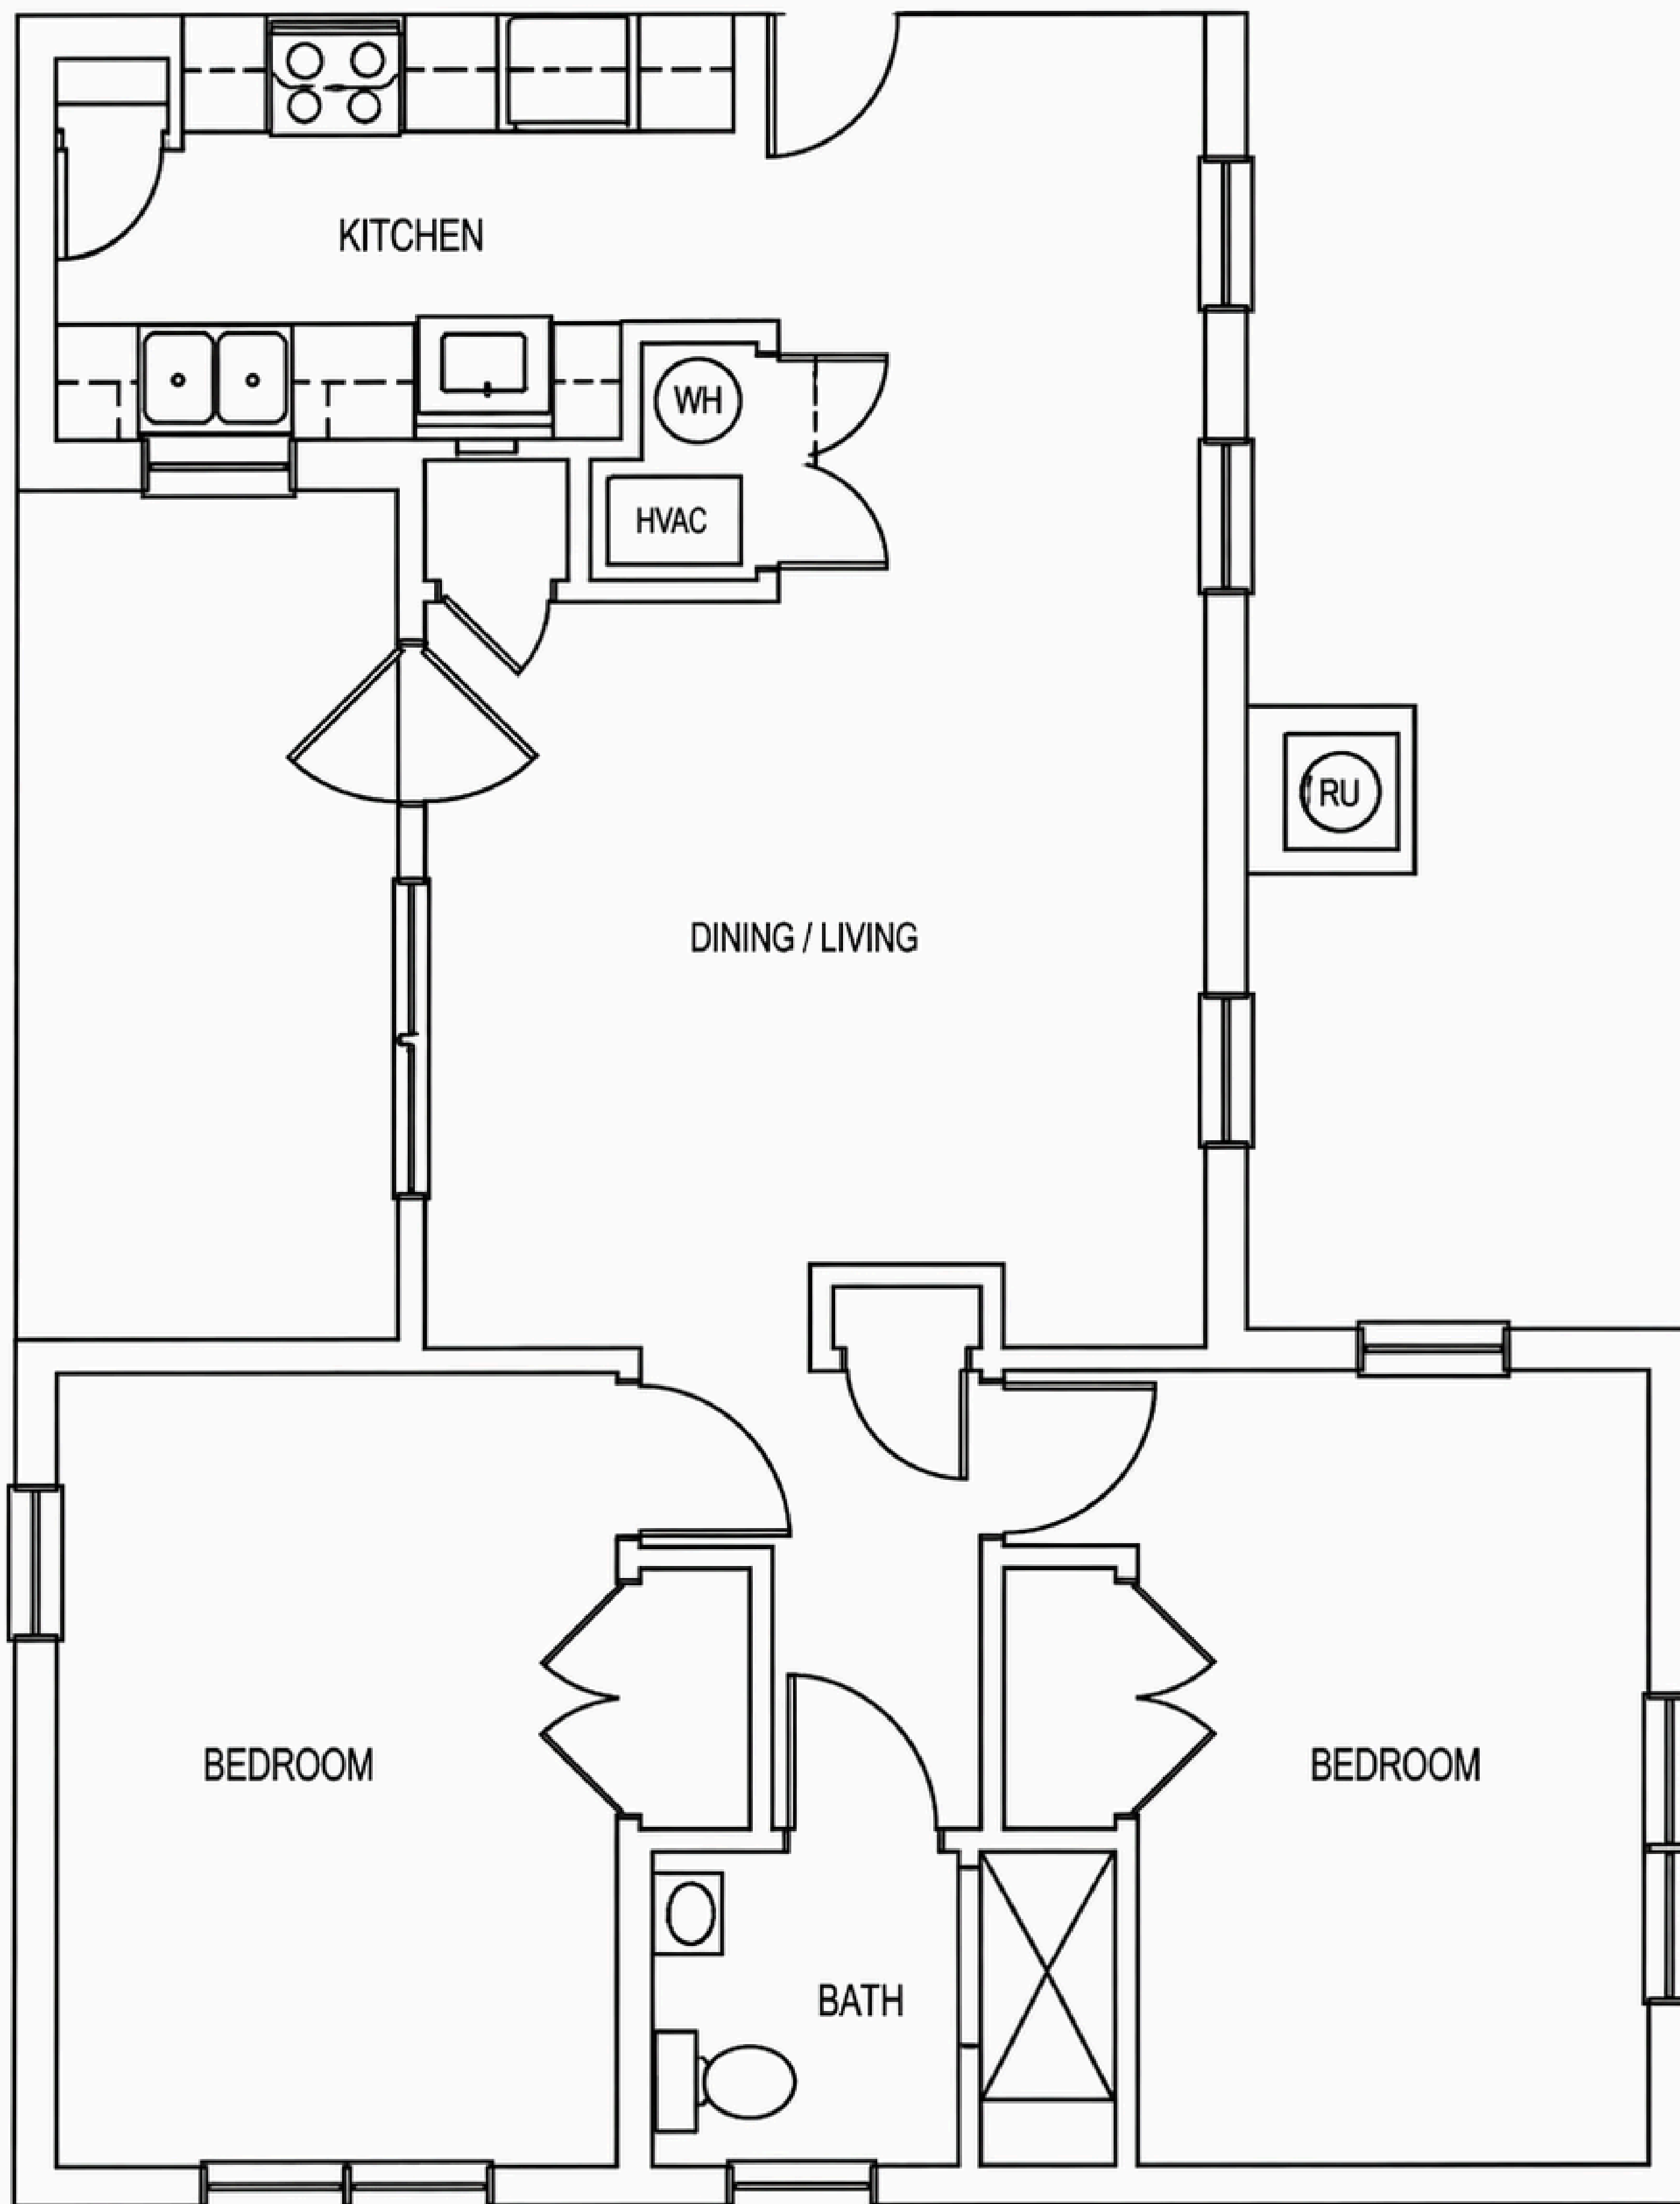 KITCHEN
WH
HVAC
RU
DINING / LIVING
BEDROOM
BEDROOM
BATH